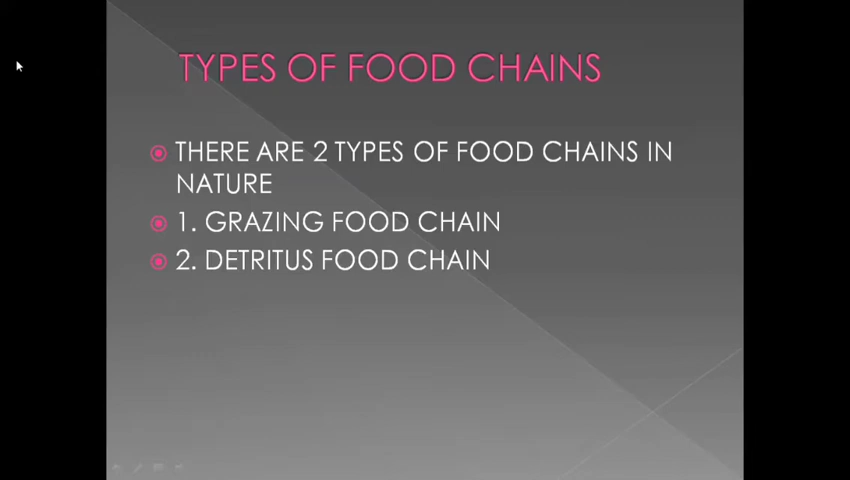 TYPES OF FOOD CHAINS
THERE ARE 2 TYPES OF FOOD CHAINS IN
NATURE
1. GRAZING FOOD CHAIN
2. DETRITUS FOOD CHAIN